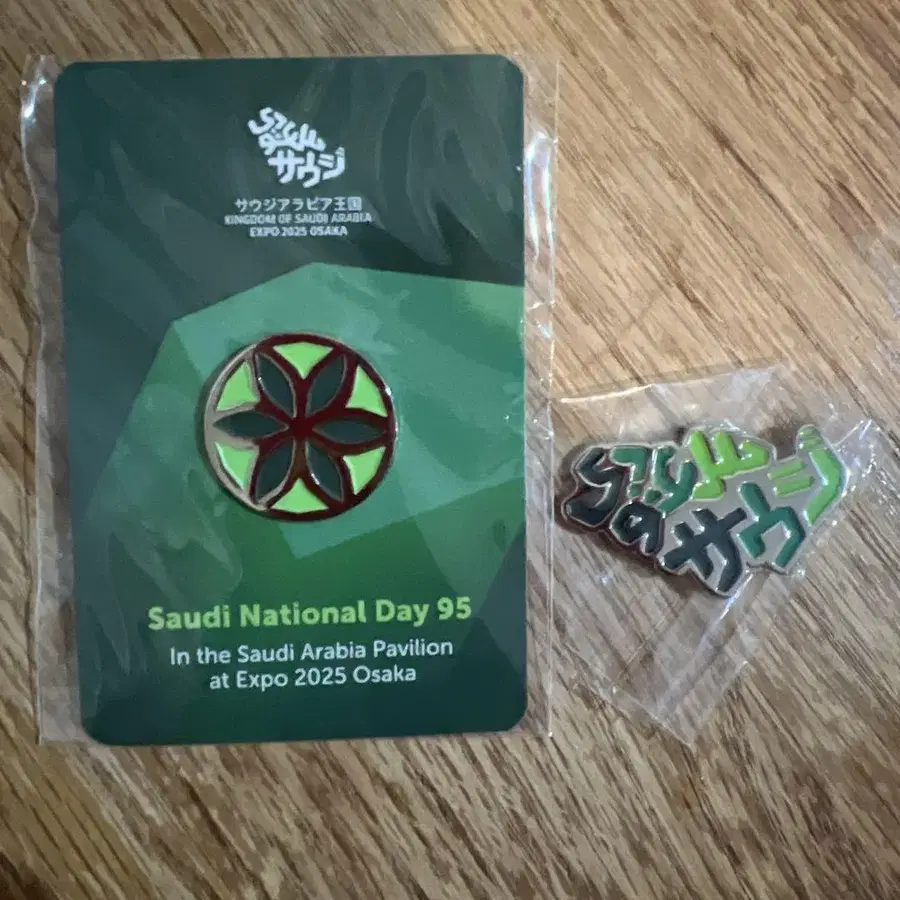 サウジ
サウジアラビア王国
KINGDOM OF SAUDI ARABIA
EXPO 2025 OSAKA
Saudi National Day 95
In the Saudi Arabia Pavilion
at Expo 2025 Osaka
サウジ